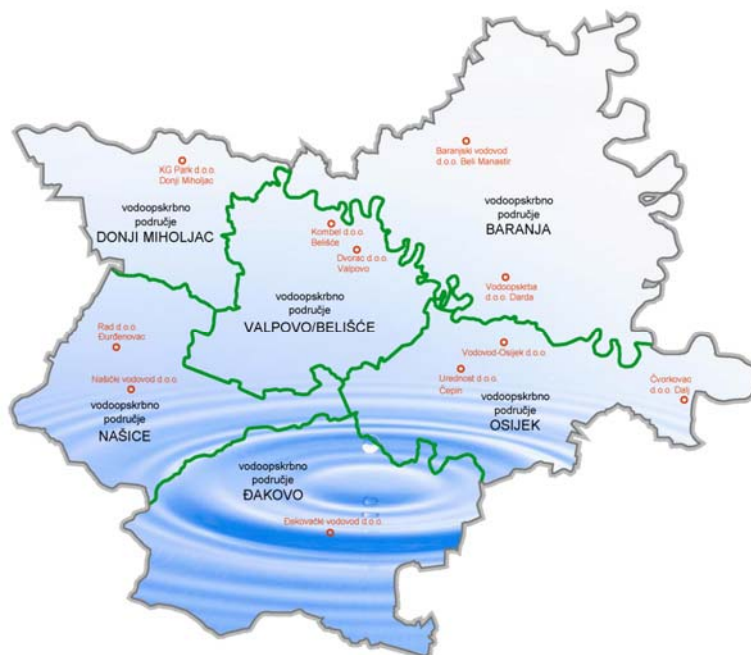 Baranjski vodovod
d.o.o. Beli Manastir
KG Park d.o.o.
Donji Miholjac
vodoopskrbno
područje
DONJI MIHOLJAC
vodoopskrbno
područje
BARANJA
Kombel d.o.o.
Belišće
Dvorac d.o.o.
Valpovo
Vodoopskrba
d.o.o. Darda
vodoopskrbno
područje
VALPOVO/BELIŠĆE
Rad d.o.o.
Đurđenovac
Vodovod-Osijek d.o.o
Urednost d.o.o.
Čepin
Čvorkovac
d.o.o. Dalj
Našički vodovod d.o.o.
vodoopskrbno
područje
NAŠICE
vodoopskrbno
područje
OSIJEK
vodoopskrbno
područje
ĐAKOVO
Đakovački vodovod d.o.o.